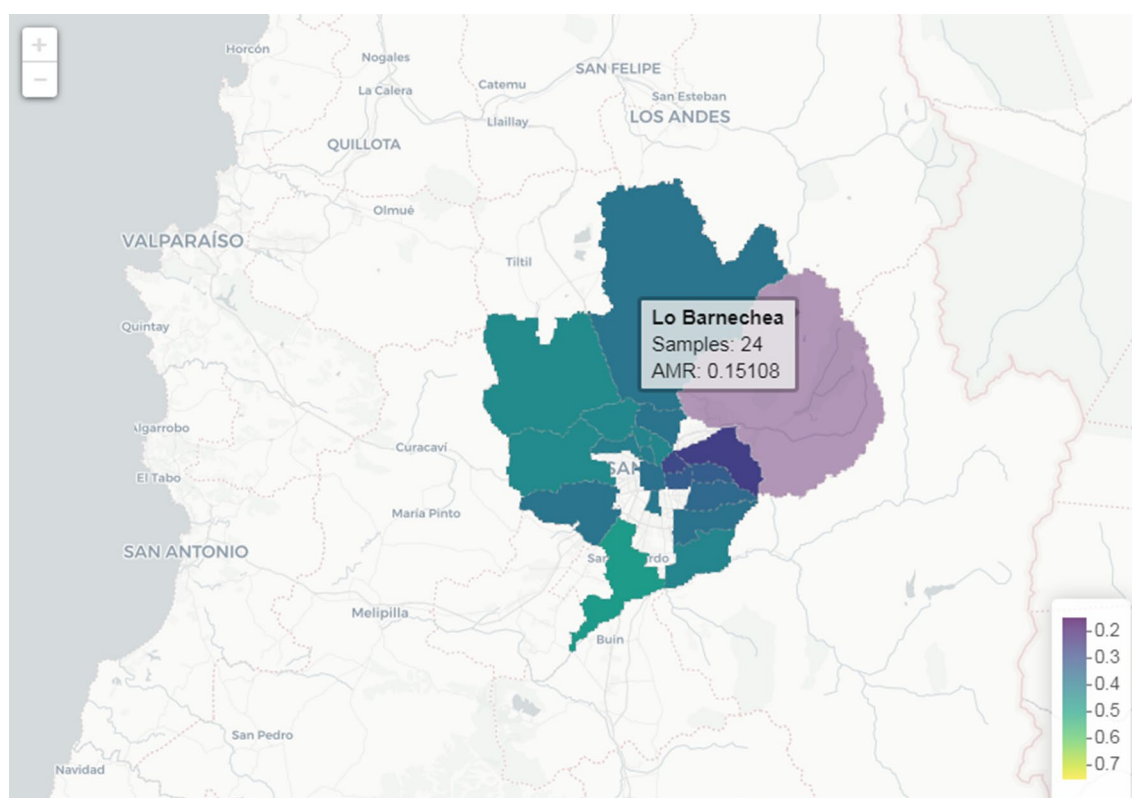 +
−
Horcón
Nogales
La Calera
Catemu
SAN FELIPE
San Esteban
LOS ANDES
Llaillay
QUILLOTA
Olmué
VALPARAÍSO
Tiltil
Quintay
Lo Barnechea
Samples: 24
AMR: 0.15108
Curacaví
El Tabo
SAN
María Pinto
SAN ANTONIO
Melipilla
Buin
San Pedro
Navidad
0.2
0.3
0.4
0.5
0.6
0.7